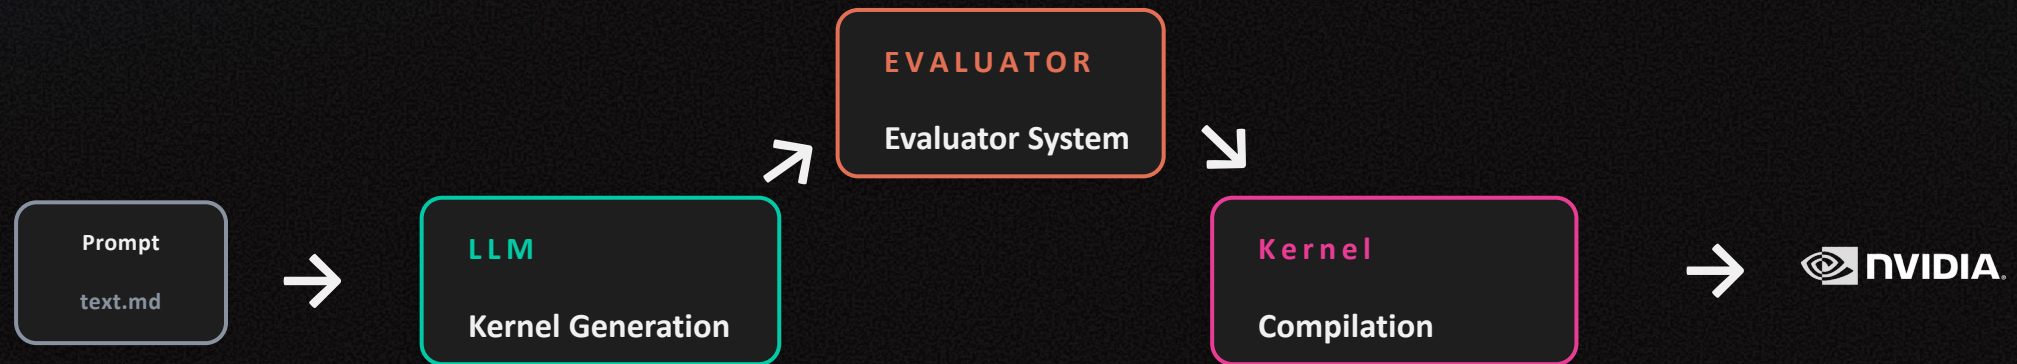 Prompt
text.md
LLM
Kernel Generation
EVALUATOR
Evaluator System
Kernel
Compilation
NVIDIA.